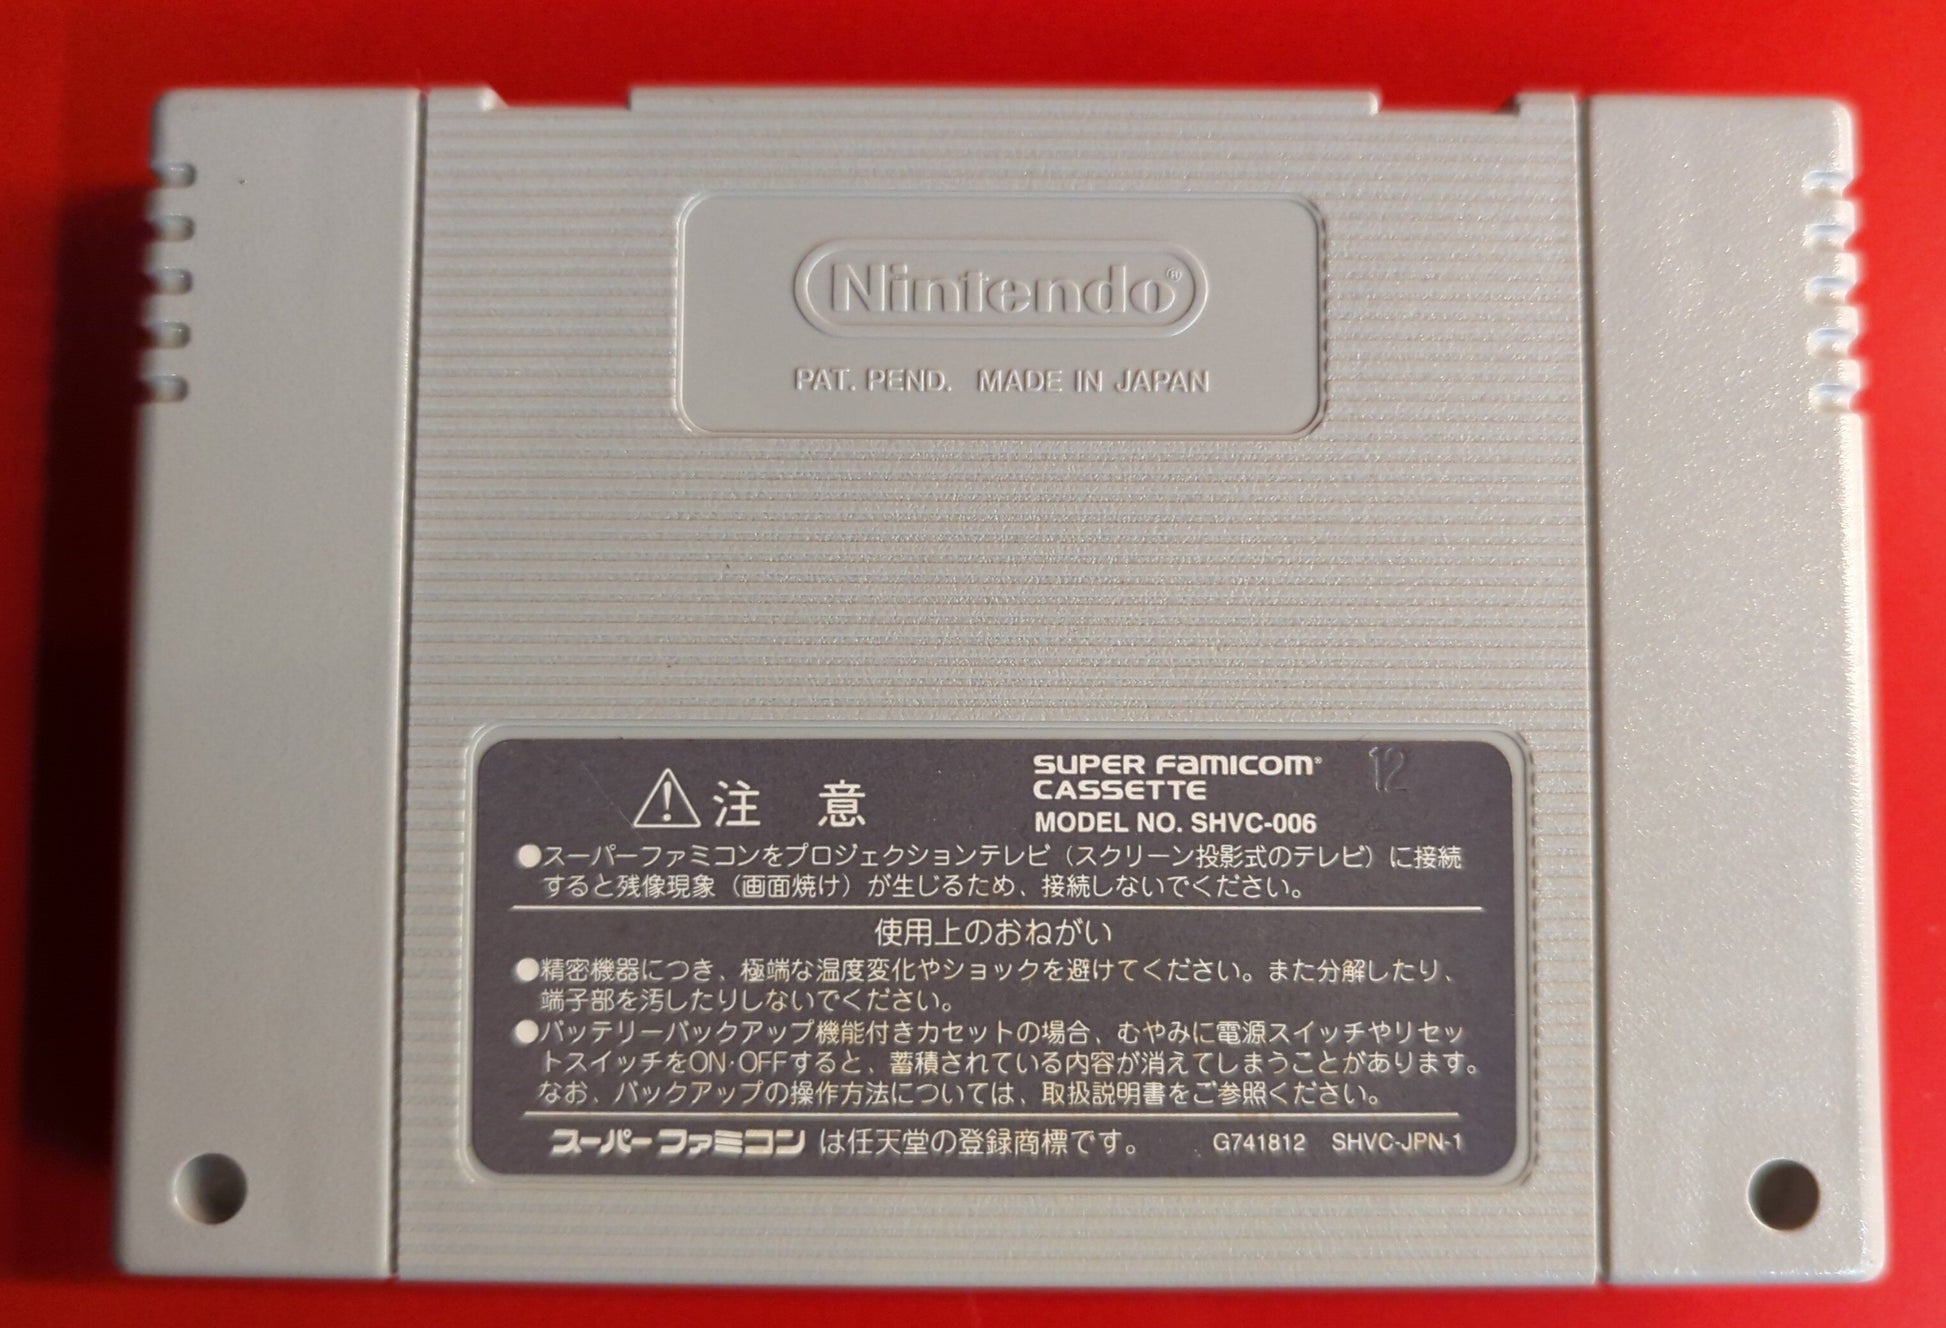 Nintendo®
PAT. PEND. MADE IN JAPAN
12
⚠注 意
SUPER FAMICOM®
CASSETTE
MODEL NO. SHVC-006
●スーパーファミコンをプロジェクションテレビ（スクリーン投影式のテレビ）に接続
すると残像現象（画面焼け）が生じるため、接続しないでください。
使用上のおねがい
●精密機器につき、極端な温度変化やショックを避けてください。また分解したり、
端子部を汚したりしないでください。
●バッテリーバックアップ機能付きカセットの場合、むやみに電源スイッチやリセッ
トスイッチをON·OFFすると、蓄積されている内容が消えてしまうことがあります。
なお、バックアップの操作方法については、取扱説明書をご参照ください。
スーパーファミコン は任天堂の登録商標です。 G741812 SHVC-JPN-1